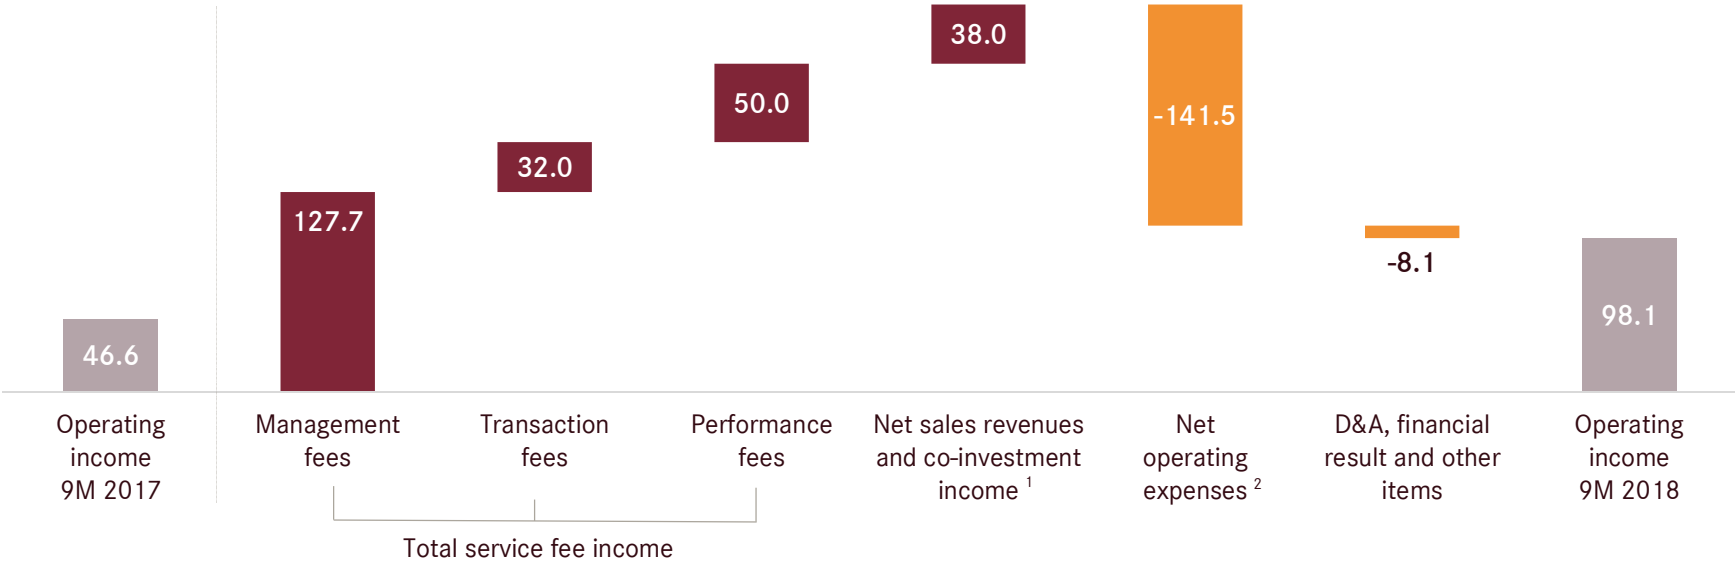 38.0
50.0
-141.5
32.0
127.7
-8.1
98.1
46.6
Operating
income
9M 2017
Management
fees
Transaction
fees
Performance
fees
Net sales revenues
and co-investment
income 1
Net
operating
expenses 2
D&A, financial
result and other
items
Operating
income
9M 2018
Total service fee income